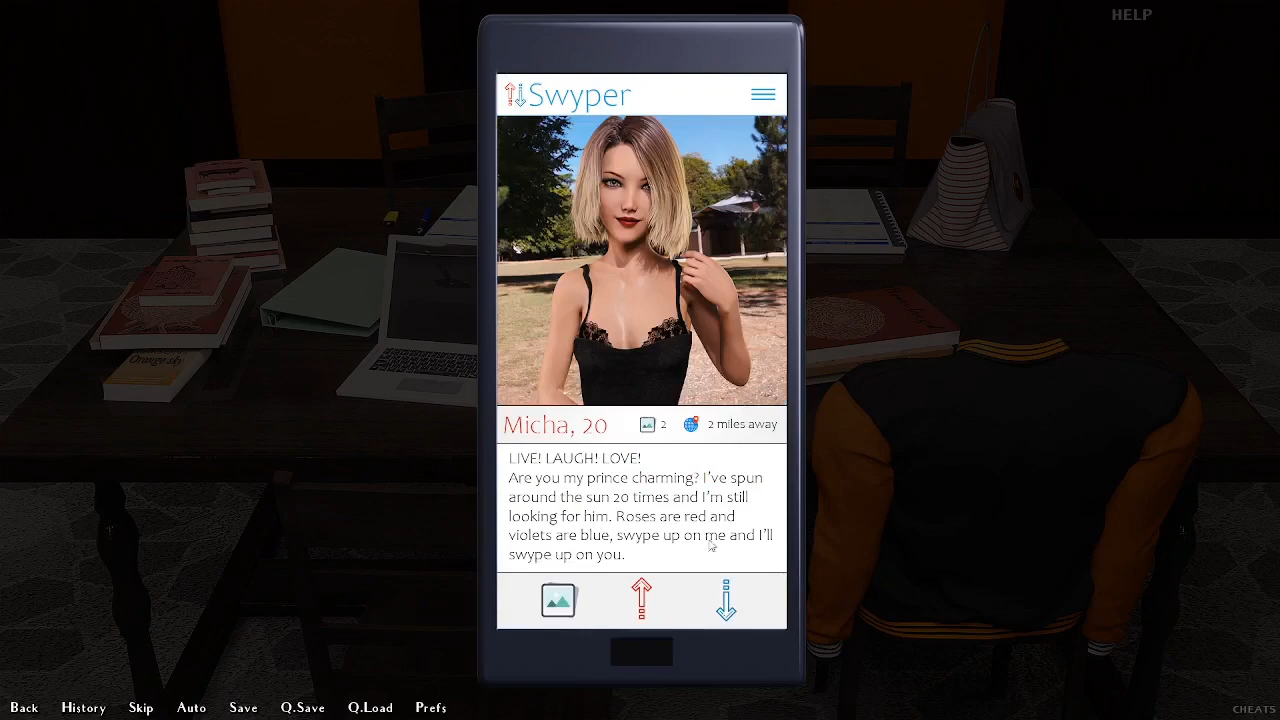 HELP
Swyper
Orange sky
Micha, 20
2
2 miles away
LIVE! LAUGH! LOVE!
Are you my prince charming? I've spun
around the sun 20 times and I'm still
looking for him. Roses are red and
violets are blue, swype up on me and I'll
swype up on you.
Back History Skip Auto Save Q.Save Q.Load Prefs
CHEATS